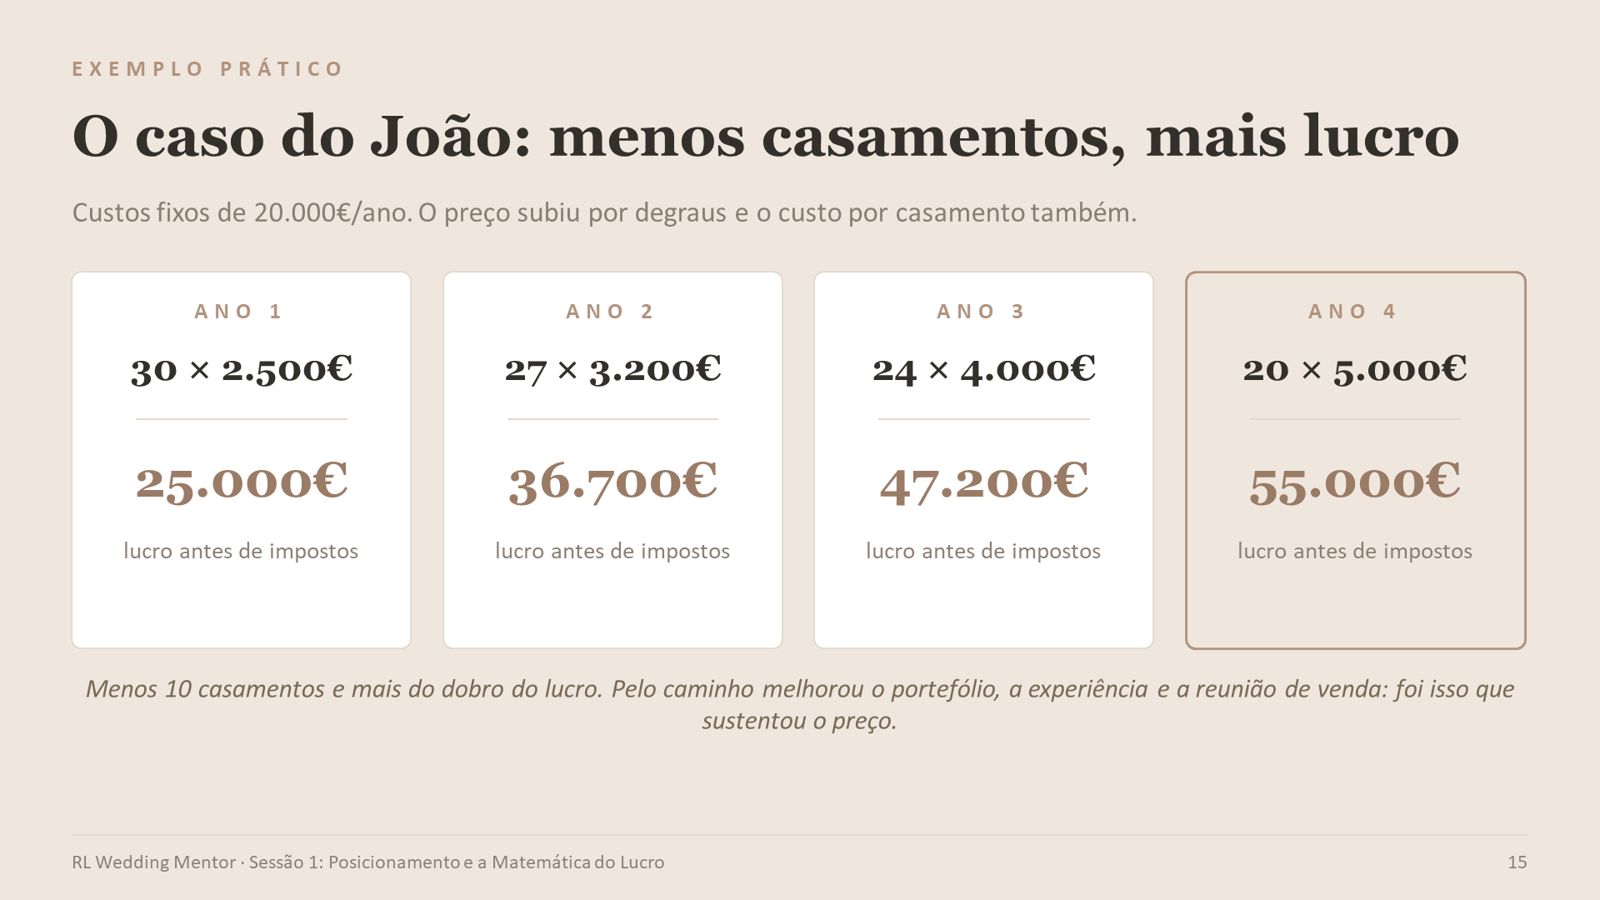 EXEMPLO PRÁTICO
O caso do João: menos casamentos, mais lucro
Custos fixos de 20.000€/ano. O preço subiu por degraus e o custo por casamento também.
ANO 1
30 × 2.500€
25.000€
lucro antes de impostos
ANO 2
27 × 3.200€
36.700€
lucro antes de impostos
ANO 3
24 × 4.000€
47.200€
lucro antes de impostos
ANO 4
20 × 5.000€
55.000€
lucro antes de impostos
Menos 10 casamentos e mais do dobro do lucro. Pelo caminho melhorou o portefólio, a experiência e a reunião de venda: foi isso que
sustentou o preço.
RL Wedding Mentor · Sessão 1: Posicionamento e a Matemática do Lucro
15